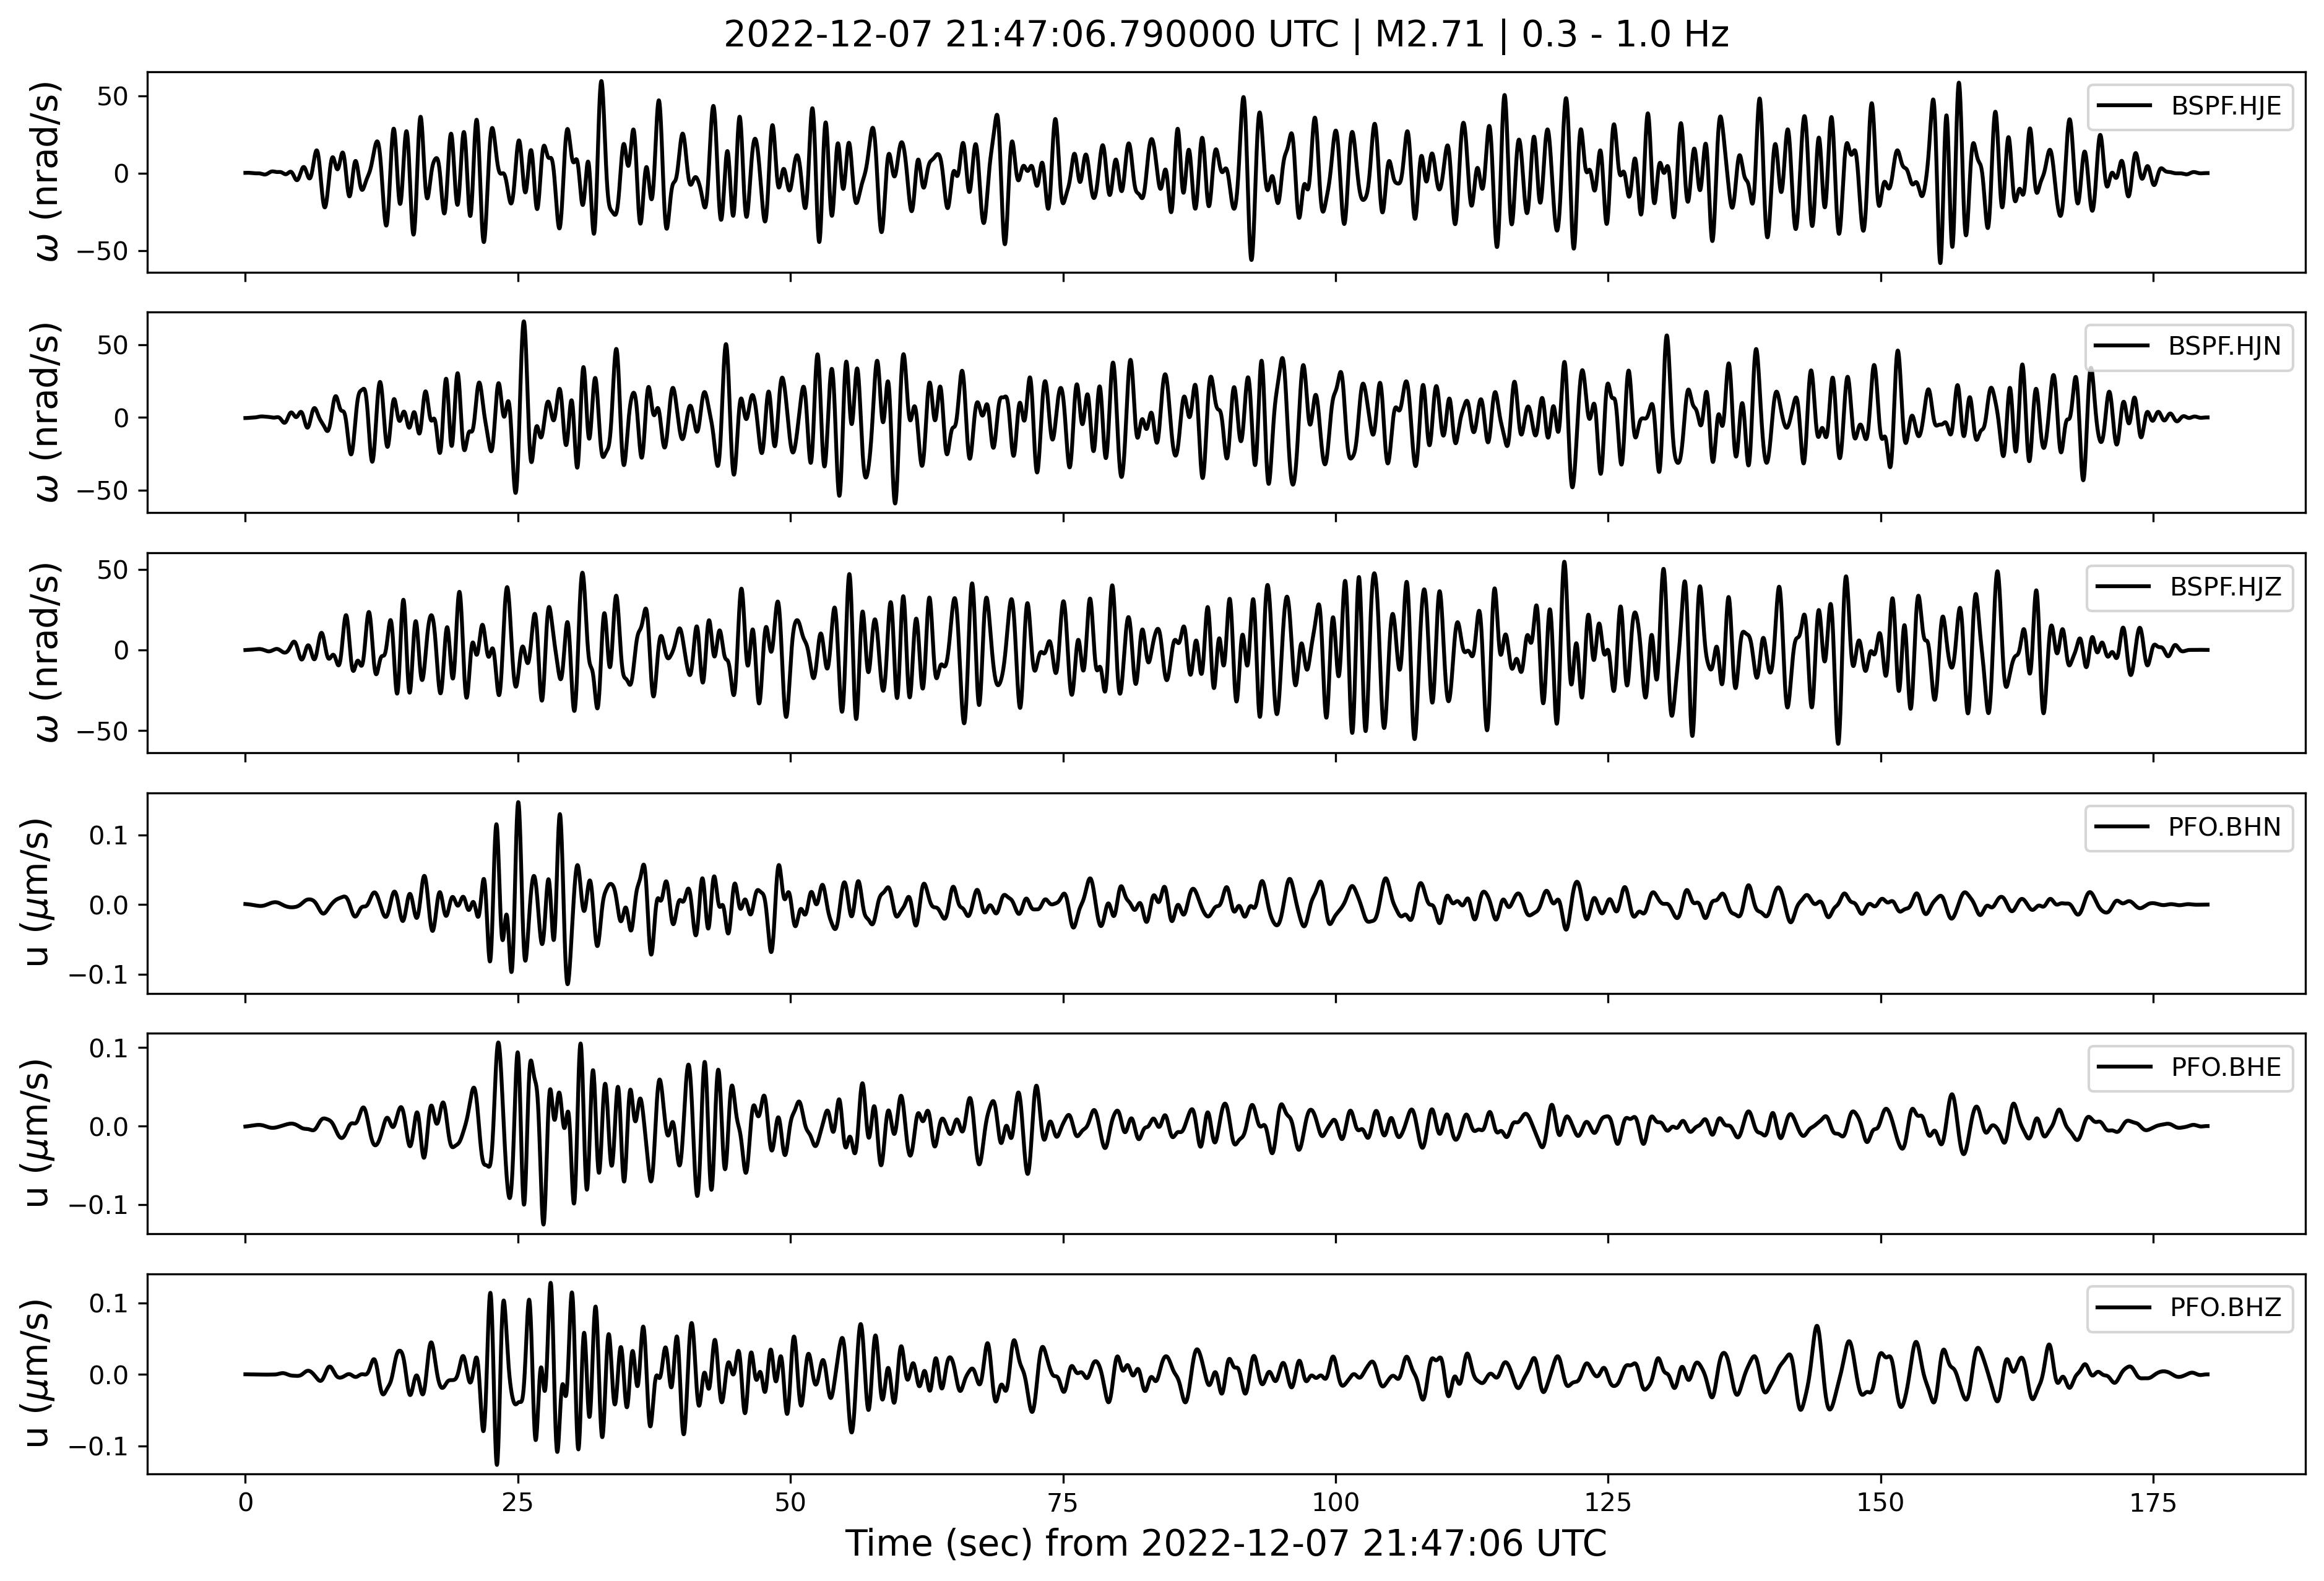 2022-12-07 21:47:06.790000 UTC | M2.71 | 0.3 - 1.0 Hz
ω (nrad/s)
50
0
−50
BSPF.HJE
ω (nrad/s)
50
0
−50
BSPF.HJN
ω (nrad/s)
50
0
−50
BSPF.HJZ
u (μm/s)
0.1
0.0
−0.1
PFO.BHN
u (μm/s)
0.1
0.0
−0.1
PFO.BHE
u (μm/s)
0.1
0.0
−0.1
PFO.BHZ
0 25 50 75 100 125 150 175
Time (sec) from 2022-12-07 21:47:06 UTC